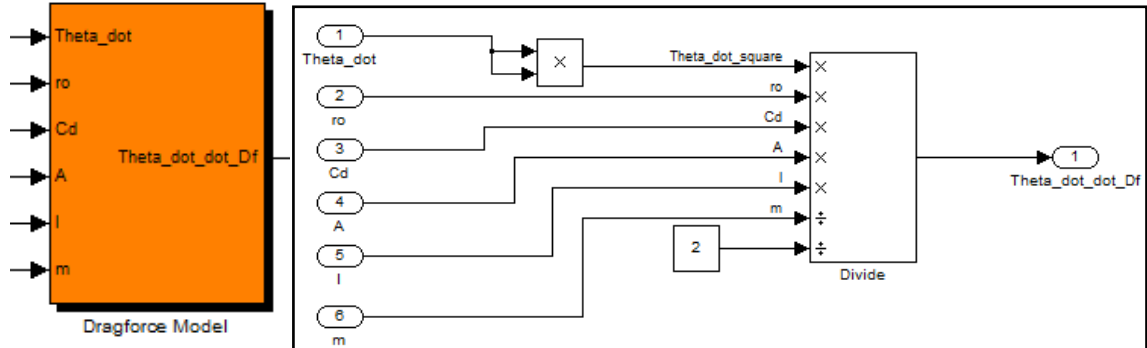 Theta_dot
ro
Cd
Theta_dot_dot_Df
A
l
m
Dragforce Model
1
Theta_dot
2
ro
3
Cd
4
A
5
l
6
m
×
Theta_dot_square
ro
Cd
A
l
m
2
×
×
×
×
×
÷
÷
Divide
1
Theta_dot_dot_Df